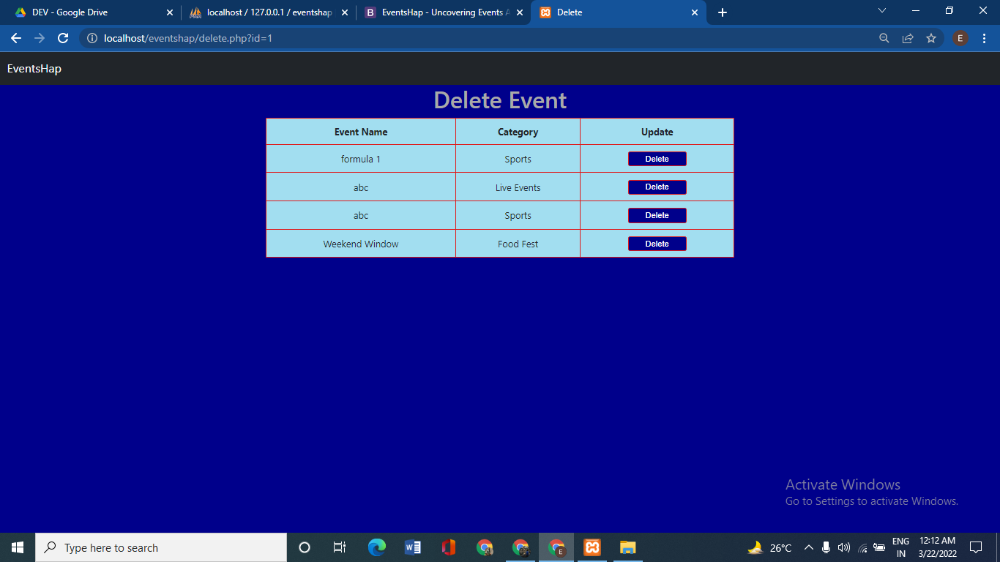 DEV - Google Drive
localhost / 127.0.0.1 / eventshap
EventsHap - Uncovering Events A
Delete
localhost/eventshap/delete.php?id=1
E
EventsHap
Delete Event
Event Name Category Update
formula 1 Sports Delete
abc Live Events Delete
abc Sports Delete
Weekend Window Food Fest Delete
Activate Windows
Go to Settings to activate Windows.
Type here to search
26°C
ENG
IN
12:12 AM
3/22/2022